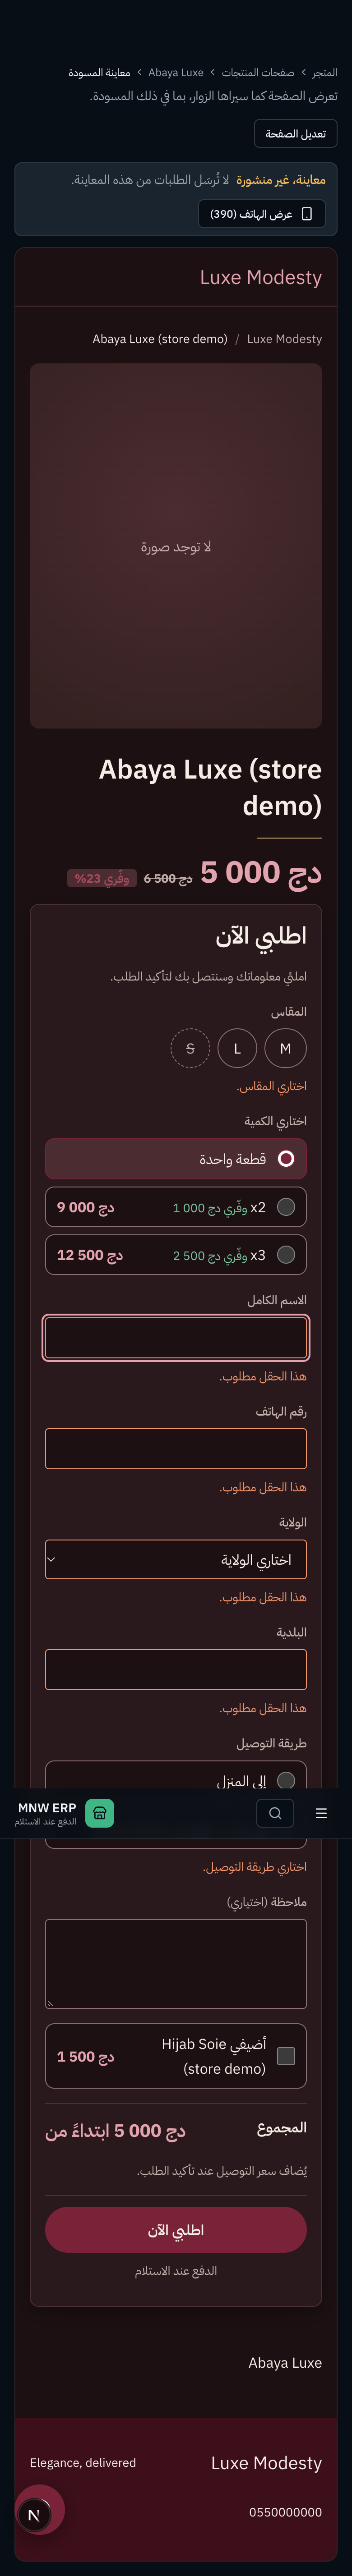 المتجر › صفحات المنتجات › Abaya Luxe › معاينة المسودة
تعرض الصفحة كما سيراها الزوار، بما في ذلك المسودة.
تعديل الصفحة
معاينة، غير منشورة لا تُرسَل الطلبات من هذه المعاينة.
عرض الهاتف (390)
Luxe Modesty
Luxe Modesty / Abaya Luxe (store demo)
لا توجد صورة
Abaya Luxe (store
demo)
5 000 دج 6 500 دج وفّري 23%
اطلبي الآن
املئي معلوماتك وسنتصل بك لتأكيد الطلب.
المقاس
M L S
اختاري المقاس.
اختاري الكمية
قطعة واحدة
x2 وفّري دج 000 1 9 000 دج
x3 وفّري دج 500 2 12 500 دج
الاسم الكامل
هذا الحقل مطلوب.
رقم الهاتف
هذا الحقل مطلوب.
الولاية
اختاري الولاية
هذا الحقل مطلوب.
البلدية
هذا الحقل مطلوب.
طريقة التوصيل
إلى المنزل
MNW ERP
الدفع عند الاستلام
اختاري طريقة التوصيل.
ملاحظة (اختياري)
أضيفي Hijab Soie
(store demo) 1 500 دج
المجموع ابتداءً من 5 000 دج
يُضاف سعر التوصيل عند تأكيد الطلب.
اطلبي الآن
الدفع عند الاستلام
Abaya Luxe
Luxe Modesty Elegance, delivered
0550000000
N